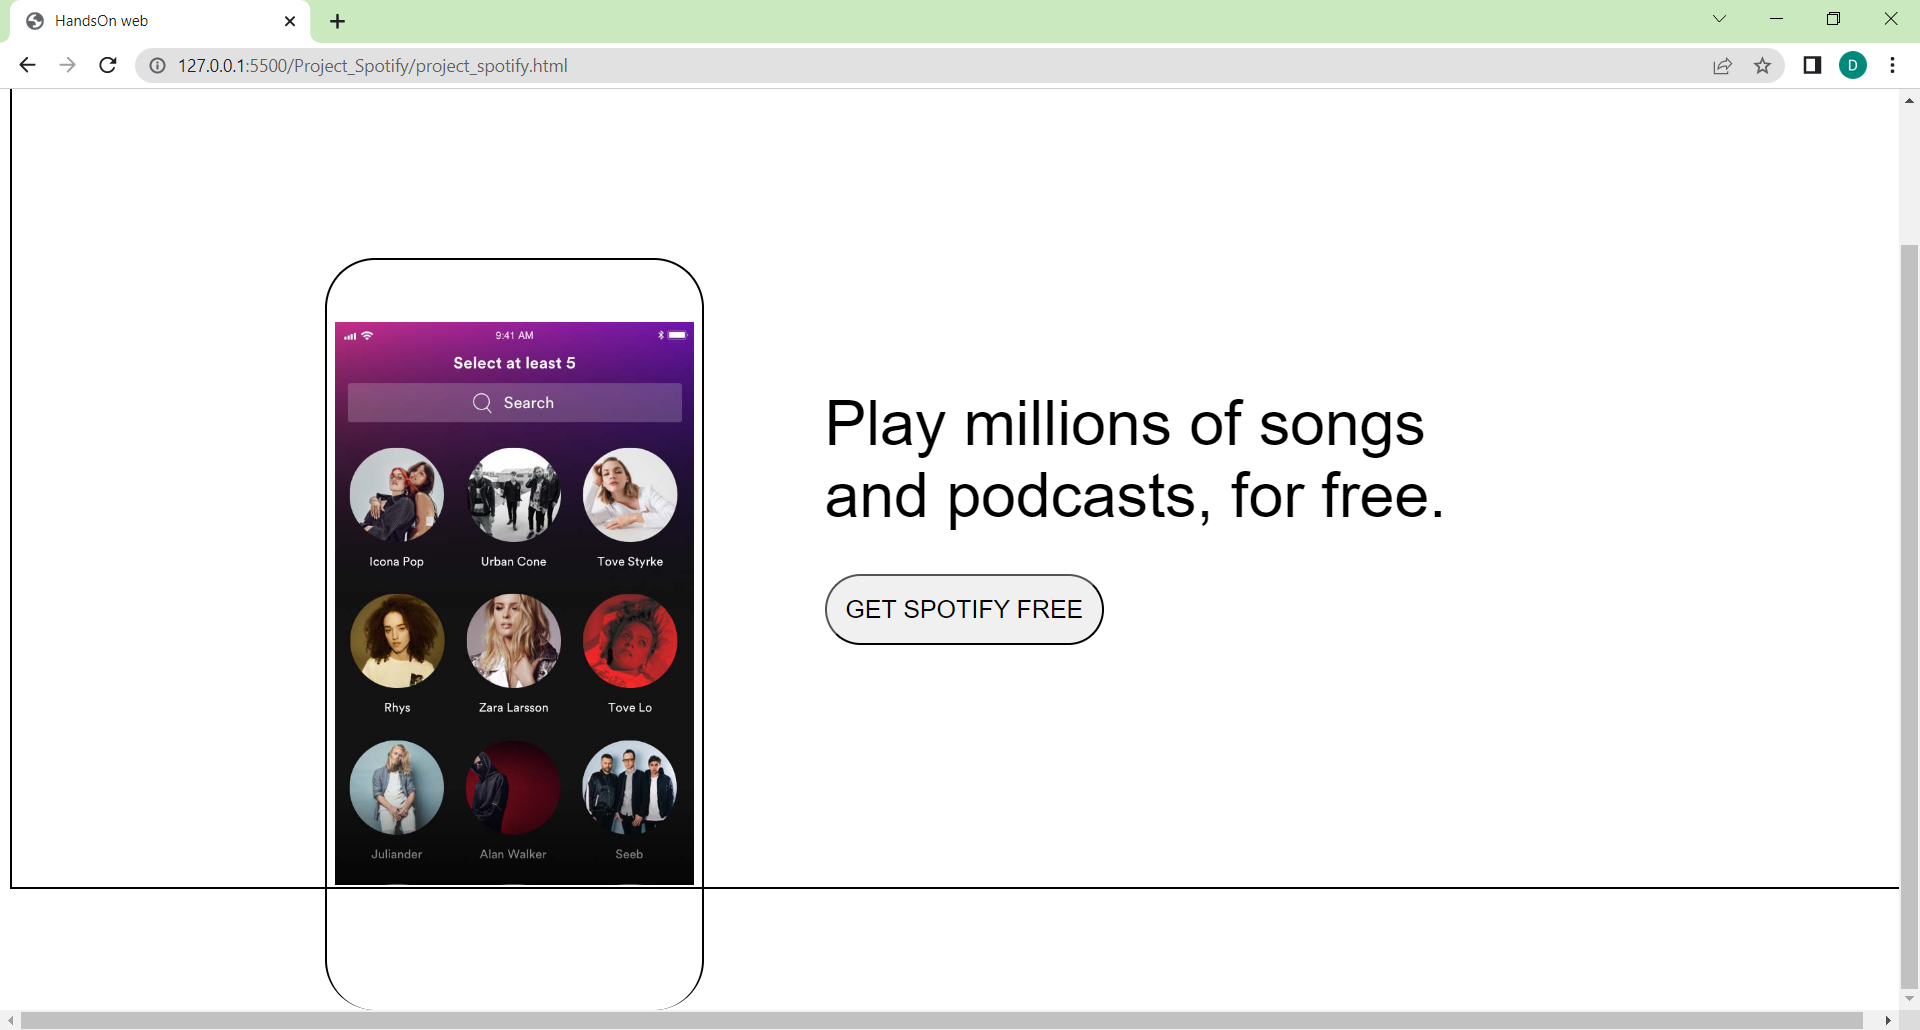 HandsOn web
127.0.0.1:5500/Project_Spotify/project_spotify.html
D
9:41 AM
Select at least 5
Search
Icona Pop
Urban Cone
Tove Styrke
Rhys
Zara Larsson
Tove Lo
Juliander
Alan Walker
Seeb
Play millions of songs
and podcasts, for free.
GET SPOTIFY FREE